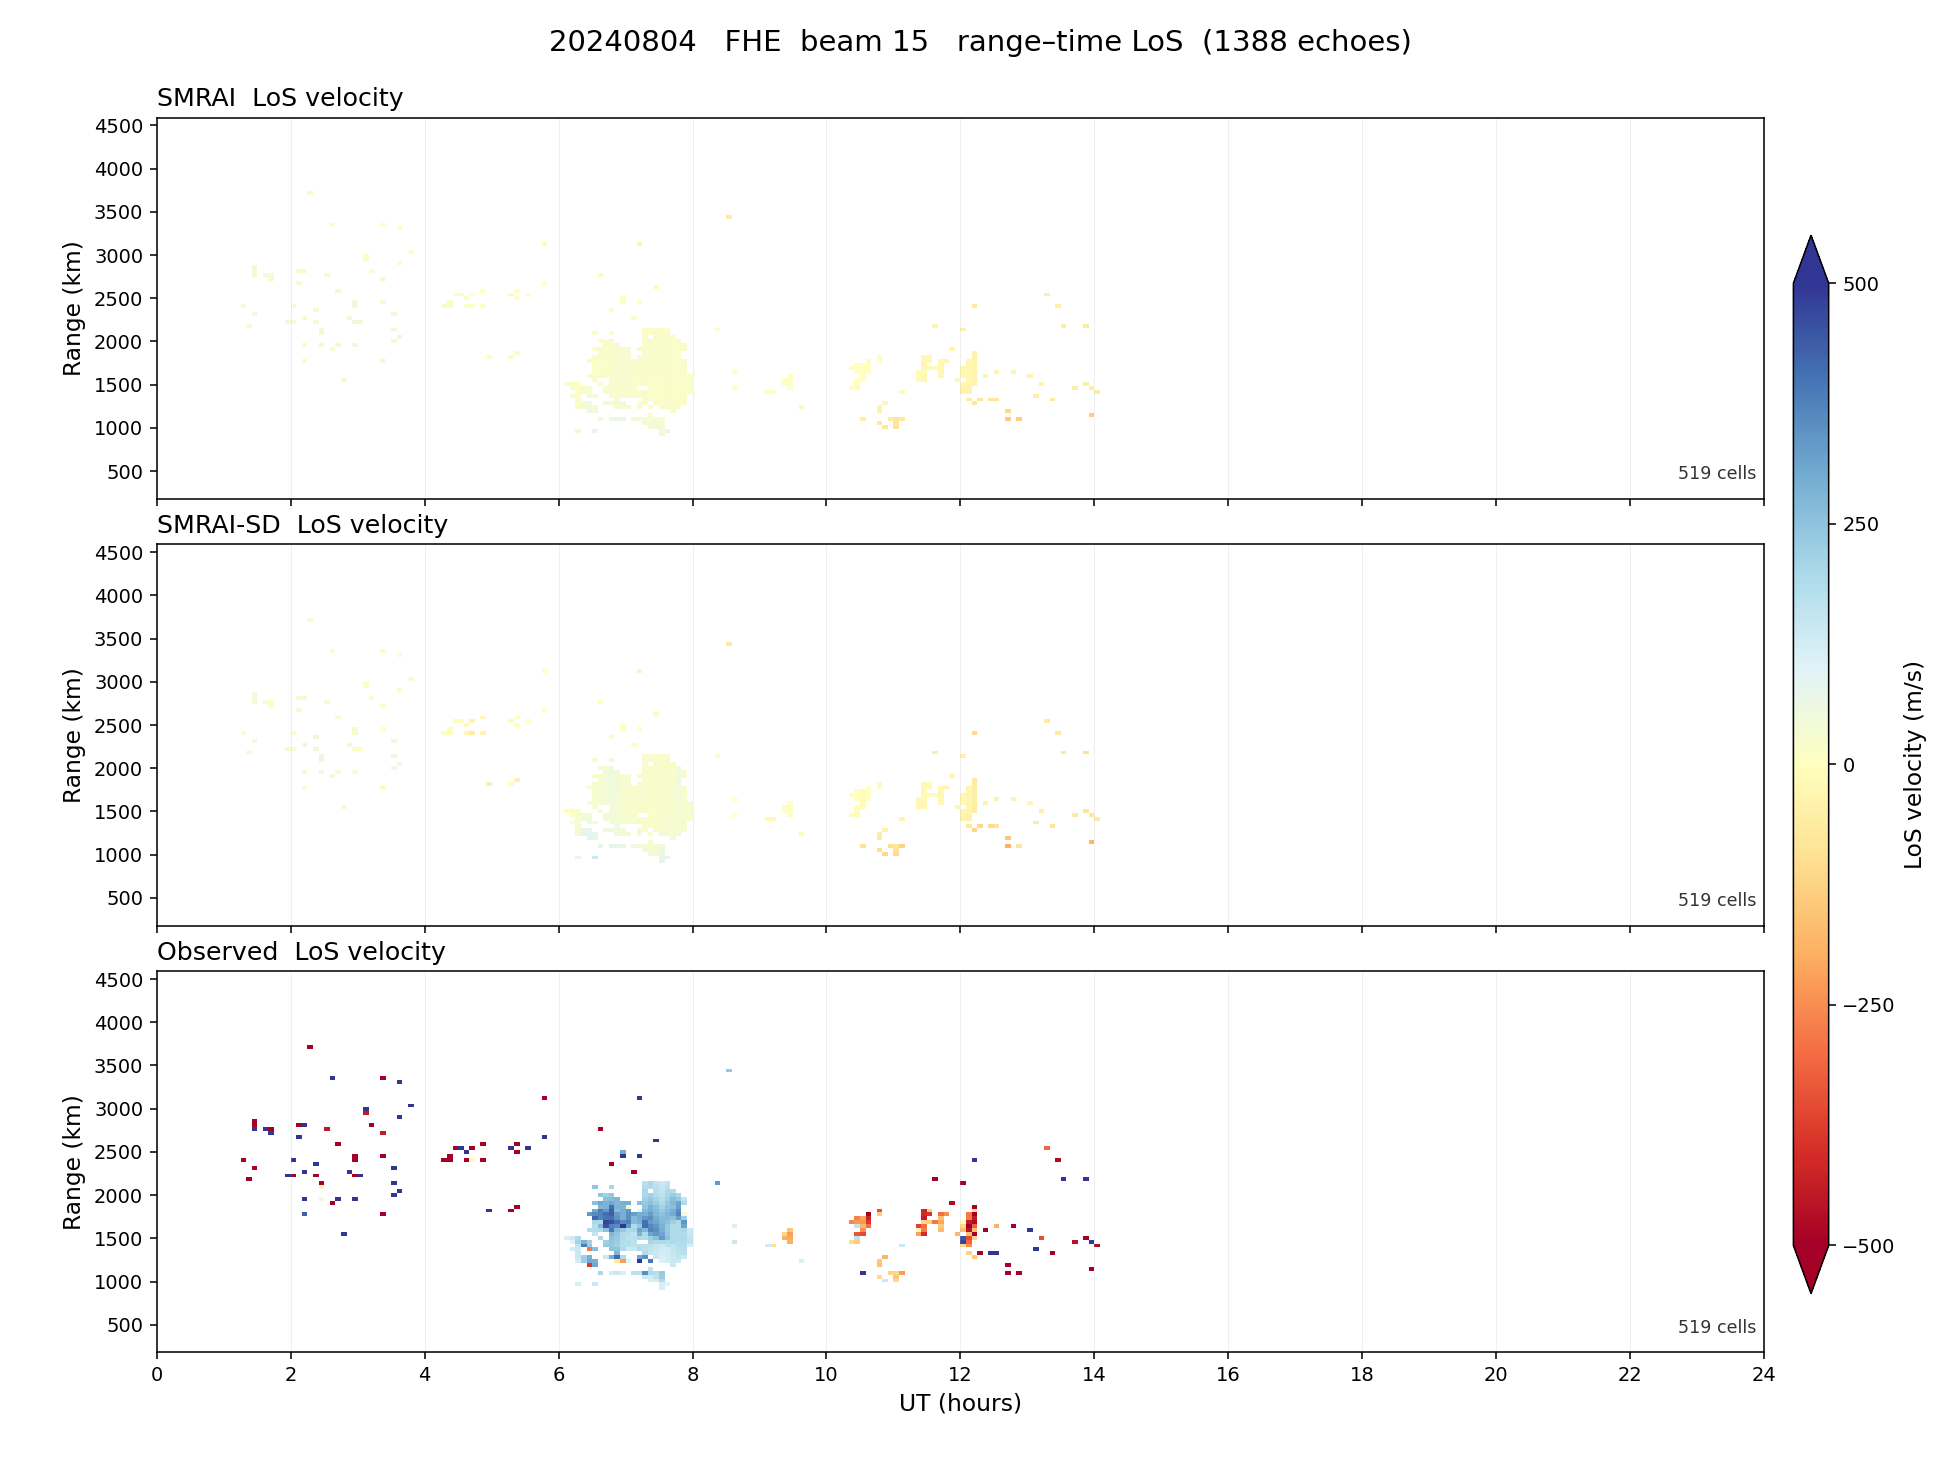 20240804 FHE beam 15 range–time LoS (1388 echoes)
SMRAI LoS velocity
4500
4000
3500
3000
2500
2000
1500
1000
500
Range (km)
519 cells
SMRAI-SD LoS velocity
4500
4000
3500
3000
2500
2000
1500
1000
500
Range (km)
519 cells
Observed LoS velocity
4500
4000
3500
3000
2500
2000
1500
1000
500
Range (km)
519 cells
0 2 4 6 8 10 12 14 16 18 20 22 24
UT (hours)
500
250
0
−250
−500
LoS velocity (m/s)